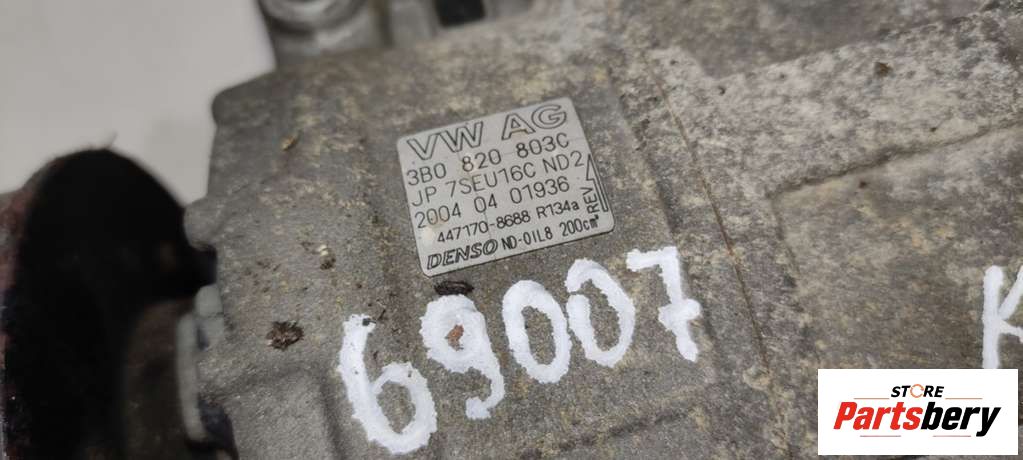 VW AG
3B0 820 803C
JP 7SEU16C ND2
2004 04 01936
REV
447170-8688 R134a
DENSO ND-OIL8 200cm³
69007
K
STORE
Partsbery